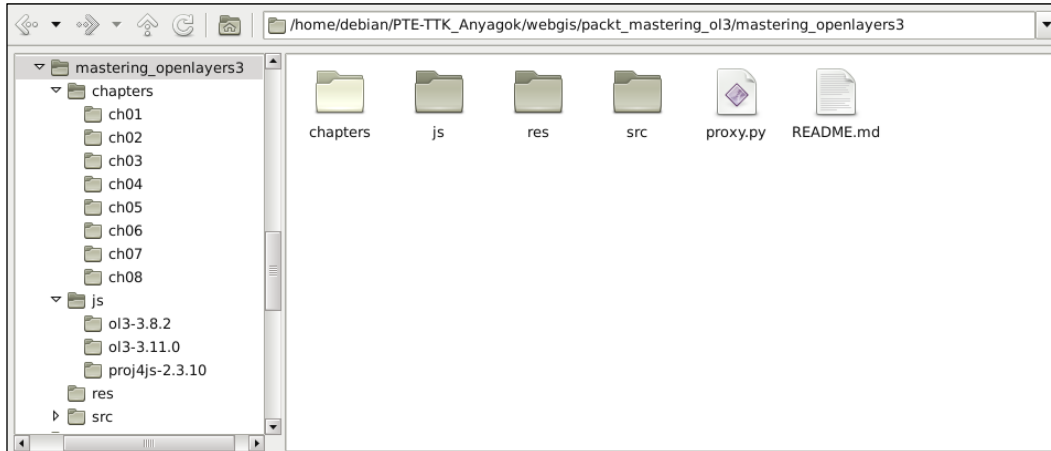 /home/debian/PTE-TTK_Anyagok/webgis/packt_mastering_ol3/mastering_openlayers3
mastering_openlayers3
chapters
ch01
ch02
ch03
ch04
ch05
ch06
ch07
ch08
js
ol3-3.8.2
ol3-3.11.0
proj4js-2.3.10
res
src
chapters js res src proxy.py README.md